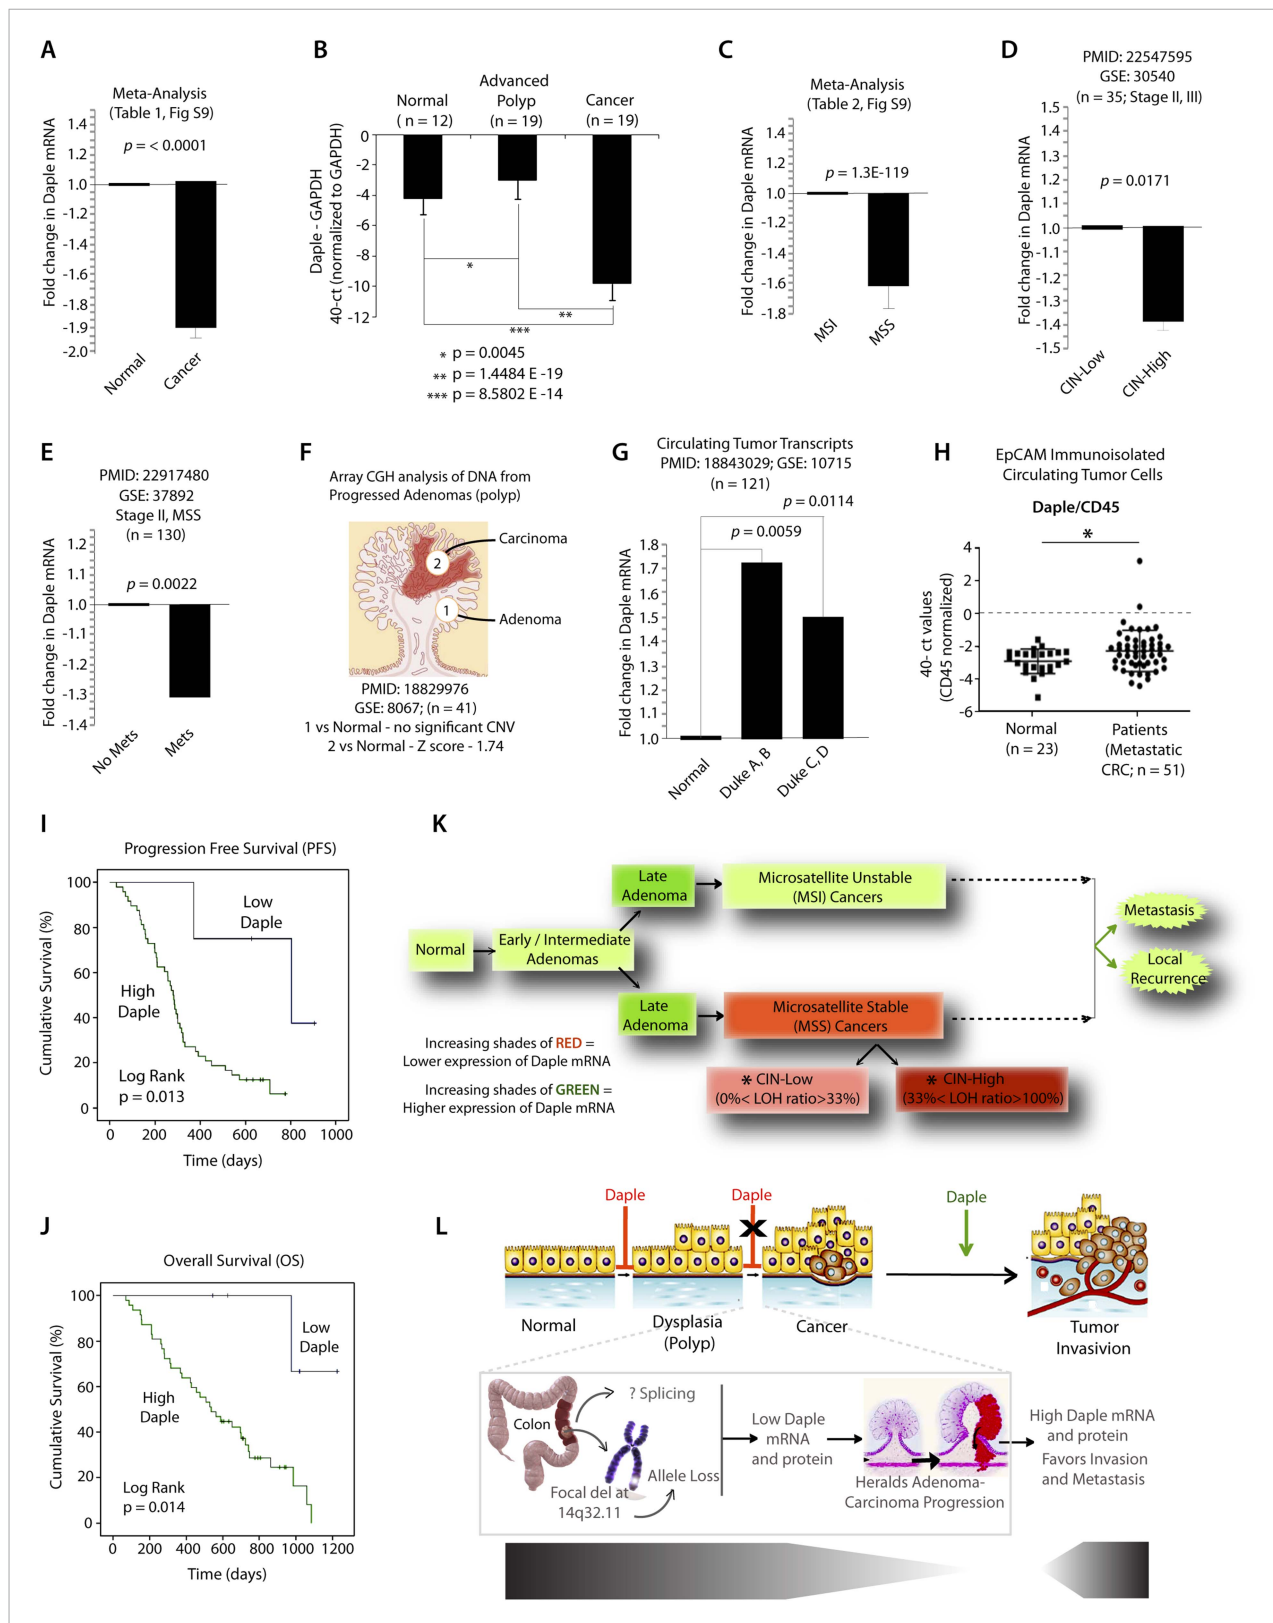 A
Meta-Analysis
(Table 1, Fig S9)
p = < 0.0001
Fold change in Daple mRNA
1.4
1.2
1.0
-1.2
-1.4
-1.6
-1.8
-1.9
-2.0
Normal
Cancer
B
Normal
( n = 12)
Advanced
Polyp
(n = 19)
Cancer
(n = 19)
Daple - GAPDH
40-ct (normalized to GAPDH)
0
-2
-4
-6
-8
-10
-12
*
**
***
* p = 0.0045
** p = 1.4484 E -19
*** p = 8.5802 E -14
C
Meta-Analysis
(Table 2, Fig S9)
p = 1.3E-119
Fold change in Daple mRNA
1.4
1.2
1.0
-1.2
-1.4
-1.6
-1.8
MSI
MSS
D
PMID: 22547595
GSE: 30540
(n = 35; Stage II, III)
p = 0.0171
Fold change in Daple mRNA
1.5
1.4
1.3
1.2
1.2
1.0
-1.1
-1.2
-1.3
-1.4
-1.5
CIN-Low
CIN-High
E
PMID: 22917480
GSE: 37892
Stage II, MSS
(n = 130)
p = 0.0022
Fold change in Daple mRNA
1.2
1.1
1.0
-1.1
-1.2
-1.3
-1.4
No Mets
Mets
F
Array CGH analysis of DNA from
Progressed Adenomas (polyp)
2
Carcinoma
1
Adenoma
PMID: 18829976
GSE: 8067; (n = 41)
1 vs Normal - no significant CNV
2 vs Normal - Z score - 1.74
G
Circulating Tumor Transcripts
PMID: 18843029; GSE: 10715
(n = 121)
p = 0.0114
p = 0.0059
Fold change in Daple mRNA
1.8
1.7
1.6
1.5
1.4
1.3
1.2
1.1
1.0
Normal
Duke A, B
Duke C, D
H
EpCAM Immunoisolated
Circulating Tumor Cells
Daple/CD45
*
40- ct values
(CD45 normalized)
4
2
0
-2
-4
-6
Normal
(n = 23)
Patients
(Metastatic
CRC; n = 51)
I
Progression Free Survival (PFS)
Cumulative Survival (%)
100
80
60
40
20
0
Low
Daple
High
Daple
Log Rank
p = 0.013
0 200 400 600 800 1000
Time (days)
K
Normal
Early / Intermediate
Adenomas
Late
Adenoma
Microsatellite Unstable
(MSI) Cancers
Late
Adenoma
Microsatellite Stable
(MSS) Cancers
Metastasis
Local
Recurrence
* CIN-Low
(0%< LOH ratio>33%)
* CIN-High
(33%< LOH ratio>100%)
Increasing shades of RED =
Lower expression of Daple mRNA
Increasing shades of GREEN =
Higher expression of Daple mRNA
J
Overall Survival (OS)
Cumulative Survival (%)
100
80
60
40
20
0
Low
Daple
High
Daple
Log Rank
p = 0.014
0 200 400 600 800 1000 1200
Time (days)
L
Daple
Daple
Daple
Normal
Dysplasia
(Polyp)
Cancer
Tumor
Invasivion
Colon
? Splicing
Allele Loss
Focal del at
14q32.11
Low Daple
mRNA
and protein
Heralds Adenoma-
Carcinoma Progression
High Daple mRNA
and protein
Favors Invasion
and Metastasis